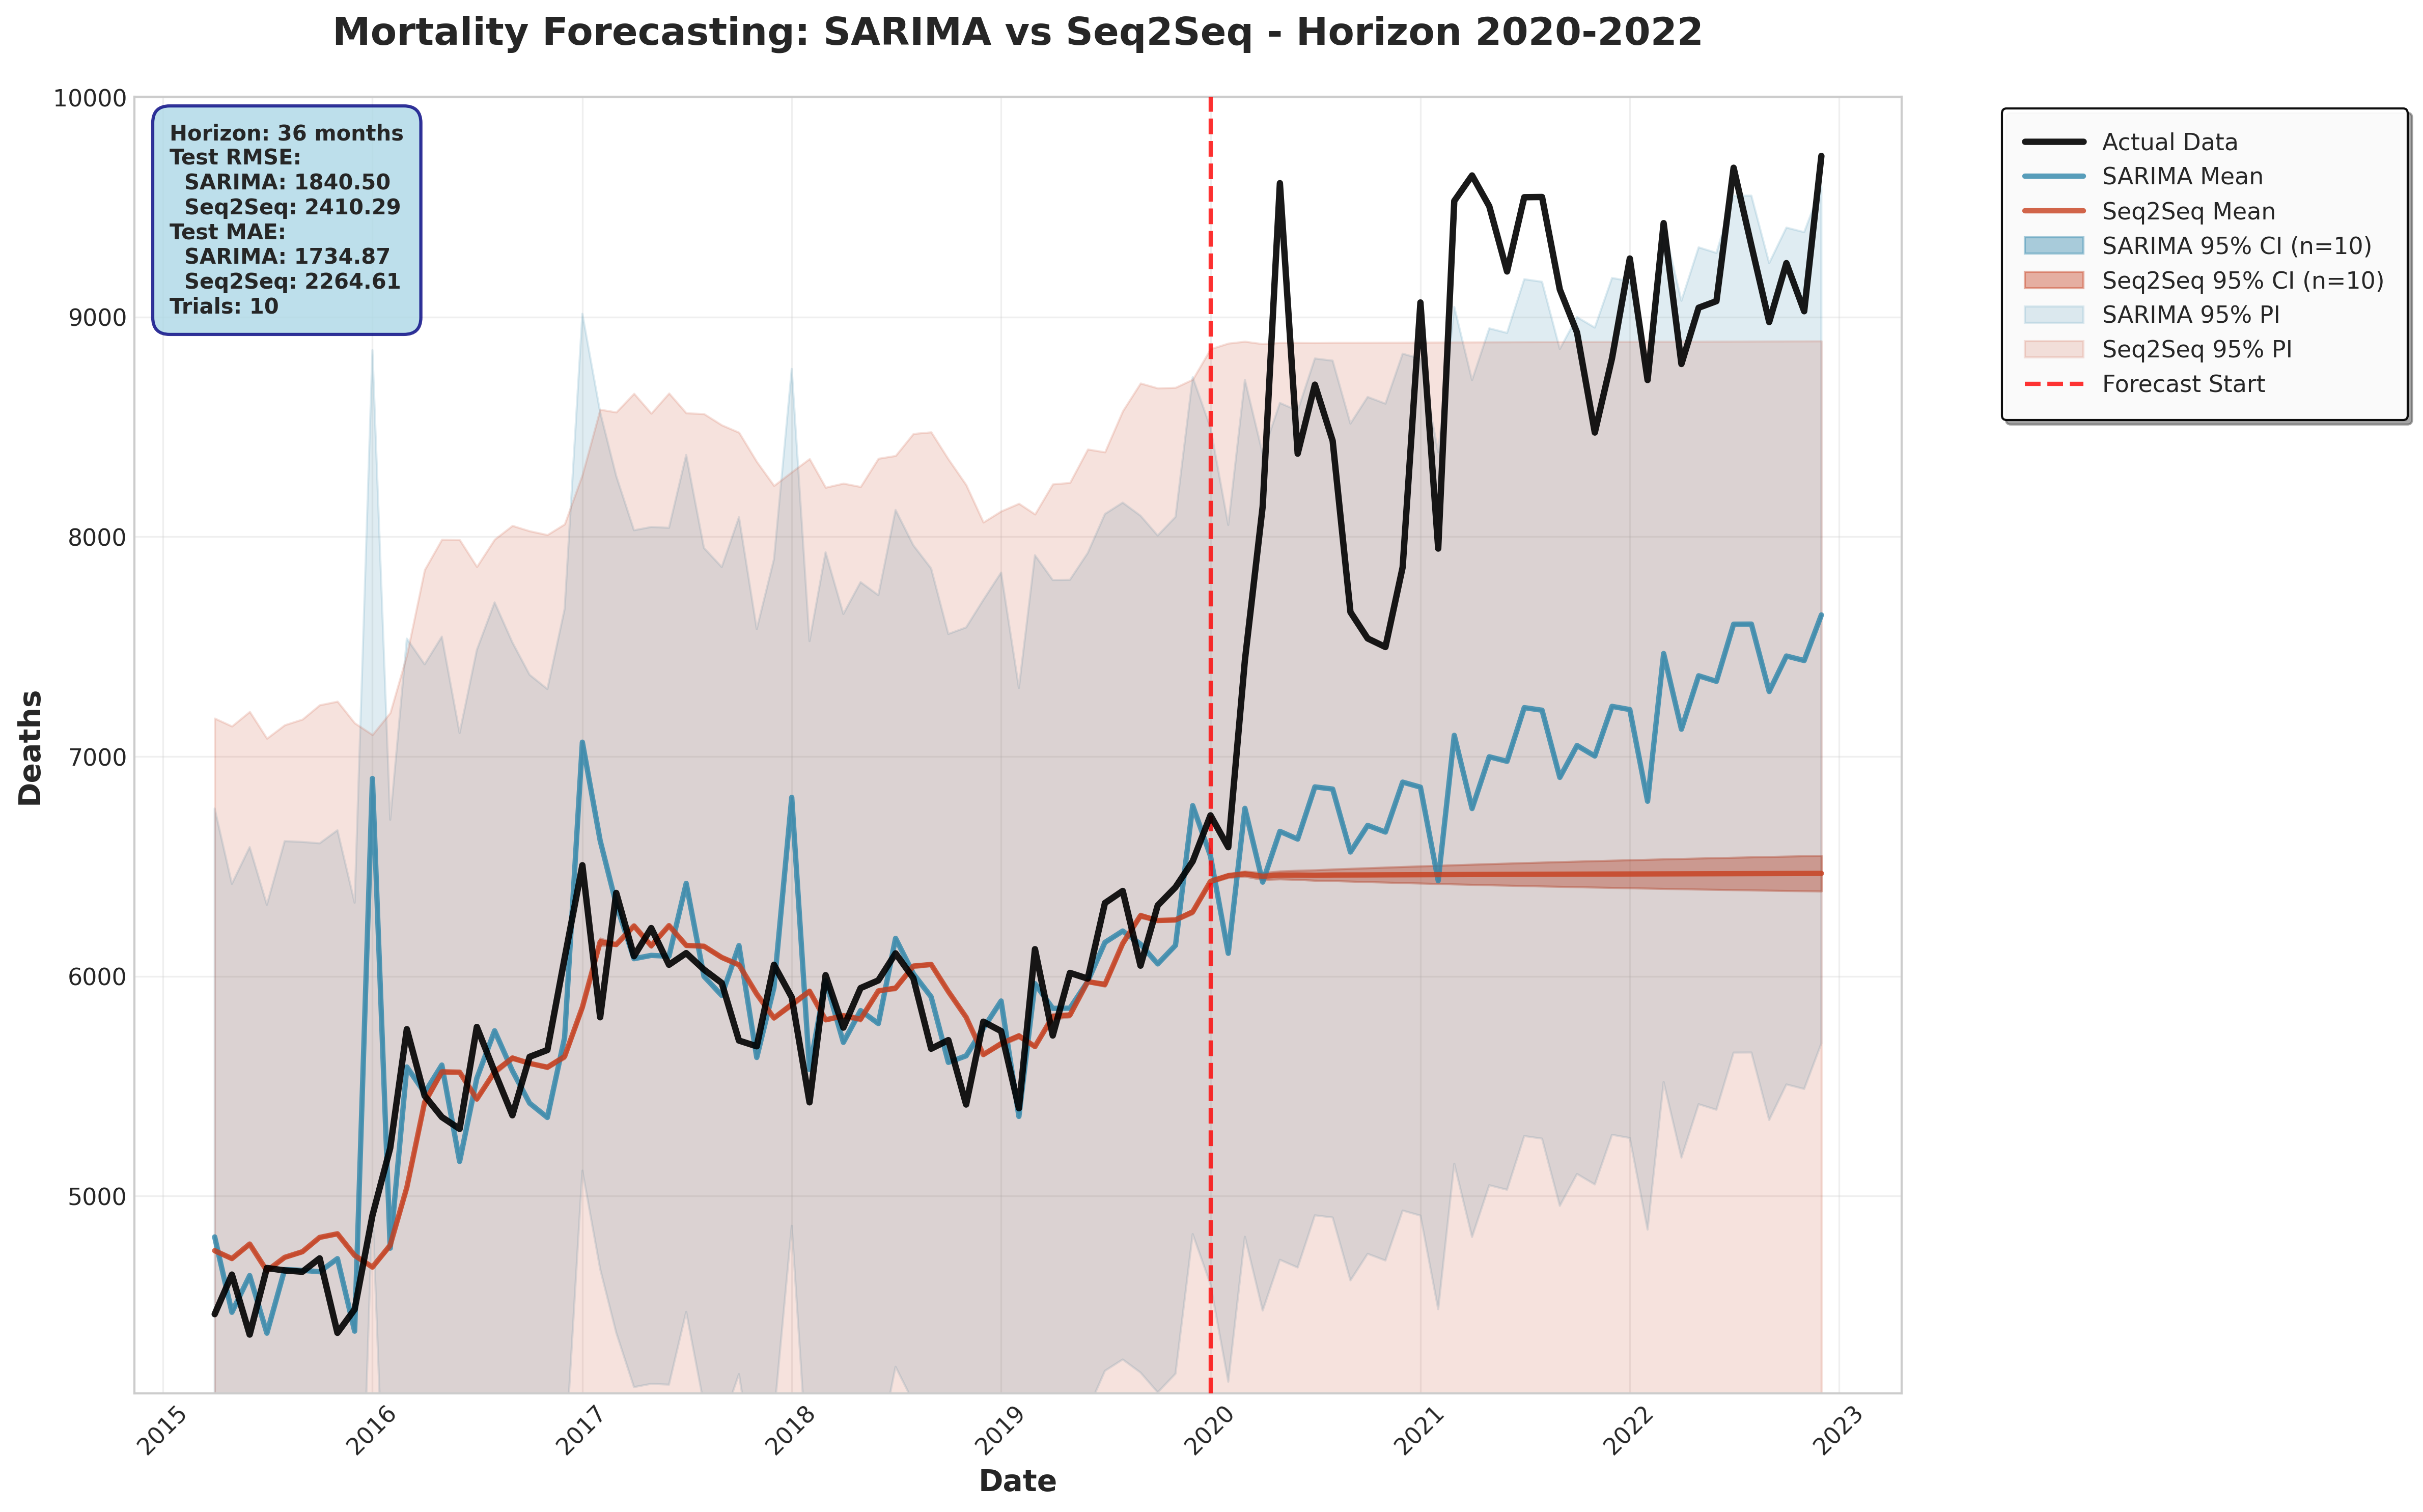 Mortality Forecasting: SARIMA vs Seq2Seq - Horizon 2020-2022
10000
9000
8000
7000
6000
5000
Deaths
Horizon: 36 months
Test RMSE:
SARIMA: 1840.50
Seq2Seq: 2410.29
Test MAE:
SARIMA: 1734.87
Seq2Seq: 2264.61
Trials: 10
Actual Data
SARIMA Mean
Seq2Seq Mean
SARIMA 95% CI (n=10)
Seq2Seq 95% CI (n=10)
SARIMA 95% PI
Seq2Seq 95% PI
Forecast Start
2015
2016
2017
2018
2019
2020
2021
2022
2023
Date